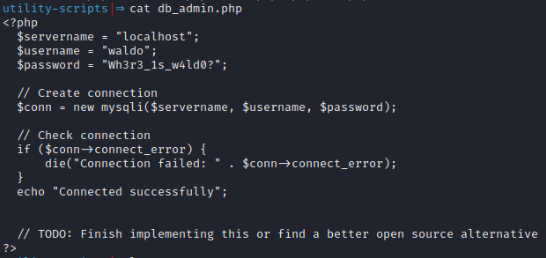 utility-scripts|⇒ cat db_admin.php
<?php
  $servername = "localhost";
  $username = "waldo";
  $password = "Wh3r3_1s_w4ld0?";

  // Create connection
  $conn = new mysqli($servername, $username, $password);

  // Check connection
  if ($conn→connect_error) {
      die("Connection failed: " . $conn→connect_error);
  }
  echo "Connected successfully";


  // TODO: Finish implementing this or find a better open source alternative
?>